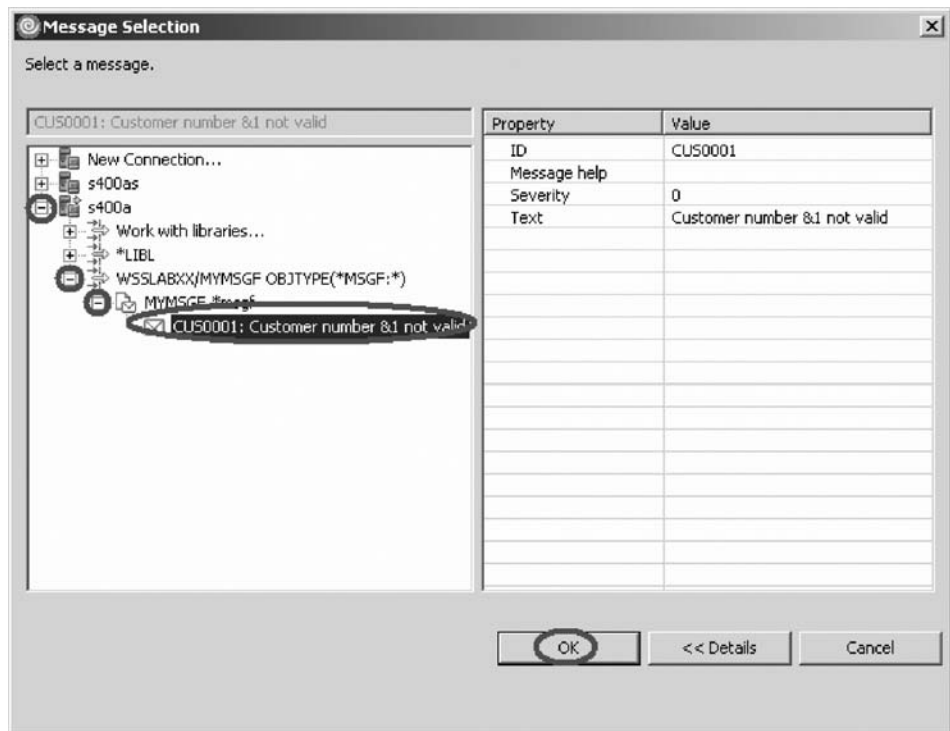 Message Selection
Select a message.
CUS0001: Customer number &1 not valid
New Connection...
s400as
s400a
Work with libraries...
*LIBL
WSSLABXX/MYMSGF OBJTYPE(*MSGF:*)
MYMSGF.*msgf
CUS0001: Customer number &1 not valid
Property Value
ID CUS0001
Message help
Severity 0
Text Customer number &1 not valid
OK << Details Cancel